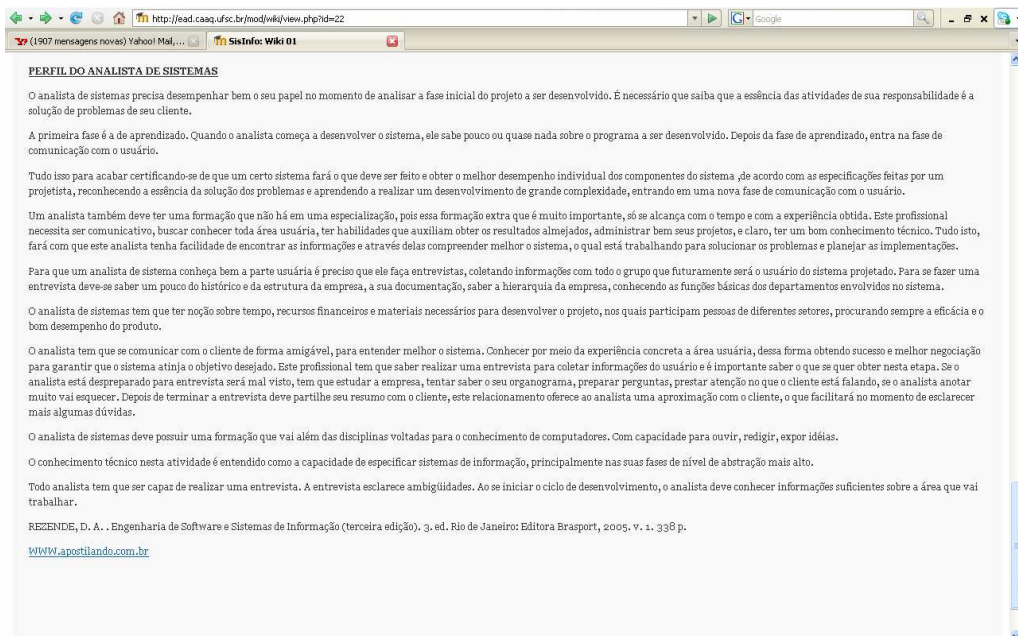 http://ead.caaq.ufsc.br/mod/wiki/view.php?id=22
Google
(1907 mensagens novas) Yahoo! Mail,...
SisInfo: Wiki 01
PERFIL DO ANALISTA DE SISTEMAS
O analista de sistemas precisa desempenhar bem o seu papel no momento de analisar a fase inicial do projeto a ser desenvolvido. É necessário que saiba que a essência das atividades de sua responsabilidade é a
solução de problemas de seu cliente.
A primeira fase é a de aprendizado. Quando o analista começa a desenvolver o sistema, ele sabe pouco ou quase nada sobre o programa a ser desenvolvido. Depois da fase de aprendizado, entra na fase de
comunicação com o usuário.
Tudo isso para acabar certificando-se de que um certo sistema fará o que deve ser feito e obter o melhor desempenho individual dos componentes do sistema ,de acordo com as especificações feitas por um
projetista, reconhecendo a essência da solução dos problemas e aprendendo a realizar um desenvolvimento de grande complexidade, entrando em uma nova fase de comunicação com o usuário.
Um analista também deve ter uma formação que não há em uma especialização, pois essa formação extra que é muito importante, só se alcança com o tempo e com a experiência obtida. Este profissional
necessita ser comunicativo, buscar conhecer toda área usuária, ter habilidades que auxiliam obter os resultados almejados, administrar bem seus projetos, e claro, ter um bom conhecimento técnico. Tudo isto,
fará com que este analista tenha facilidade de encontrar as informações e através delas compreender melhor o sistema, o qual está trabalhando para solucionar os problemas e planejar as implementações.
Para que um analista de sistema conheça bem a parte usuária é preciso que ele faça entrevistas, coletando informações com todo o grupo que futuramente será o usuário do sistema projetado. Para se fazer uma
entrevista deve-se saber um pouco do histórico e da estrutura da empresa, a sua documentação, saber a hierarquia da empresa, conhecendo as funções básicas dos departamentos envolvidos no sistema.
O analista de sistemas tem que ter noção sobre tempo, recursos financeiros e materiais necessários para desenvolver o projeto, nos quais participam pessoas de diferentes setores, procurando sempre a eficácia e o
bom desempenho do produto.
O analista tem que se comunicar com o cliente de forma amigável, para entender melhor o sistema. Conhecer por meio da experiência concreta a área usuária, dessa forma obtendo sucesso e melhor negociação
para garantir que o sistema atinja o objetivo desejado. Este profissional tem que saber realizar uma entrevista para coletar informações do usuário e é importante saber o que se quer obter nesta etapa. Se o
analista está despreparado para entrevista será mal visto, tem que estudar a empresa, tentar saber o seu organograma, preparar perguntas, prestar atenção no que o cliente está falando, se o analista anotar
muito vai esquecer. Depois de terminar a entrevista deve partilhe seu resumo com o cliente, este relacionamento oferece ao analista uma aproximação com o cliente, o que facilitará no momento de esclarecer
mais algumas dúvidas.
O analista de sistemas deve possuir uma formação que vai além das disciplinas voltadas para o conhecimento de computadores. Com capacidade para ouvir, redigir, expor idéias.
O conhecimento técnico nesta atividade é entendido como a capacidade de especificar sistemas de informação, principalmente nas suas fases de nível de abstração mais alto.
Todo analista tem que ser capaz de realizar uma entrevista. A entrevista esclarece ambigüidades. Ao se iniciar o ciclo de desenvolvimento, o analista deve conhecer informações suficientes sobre a área que vai
trabalhar.
REZENDE, D. A. . Engenharia de Software e Sistemas de Informação (terceira edição). 3. ed. Rio de Janeiro: Editora Brasport, 2005. v. 1. 338 p.
WWW.apostilando.com.br